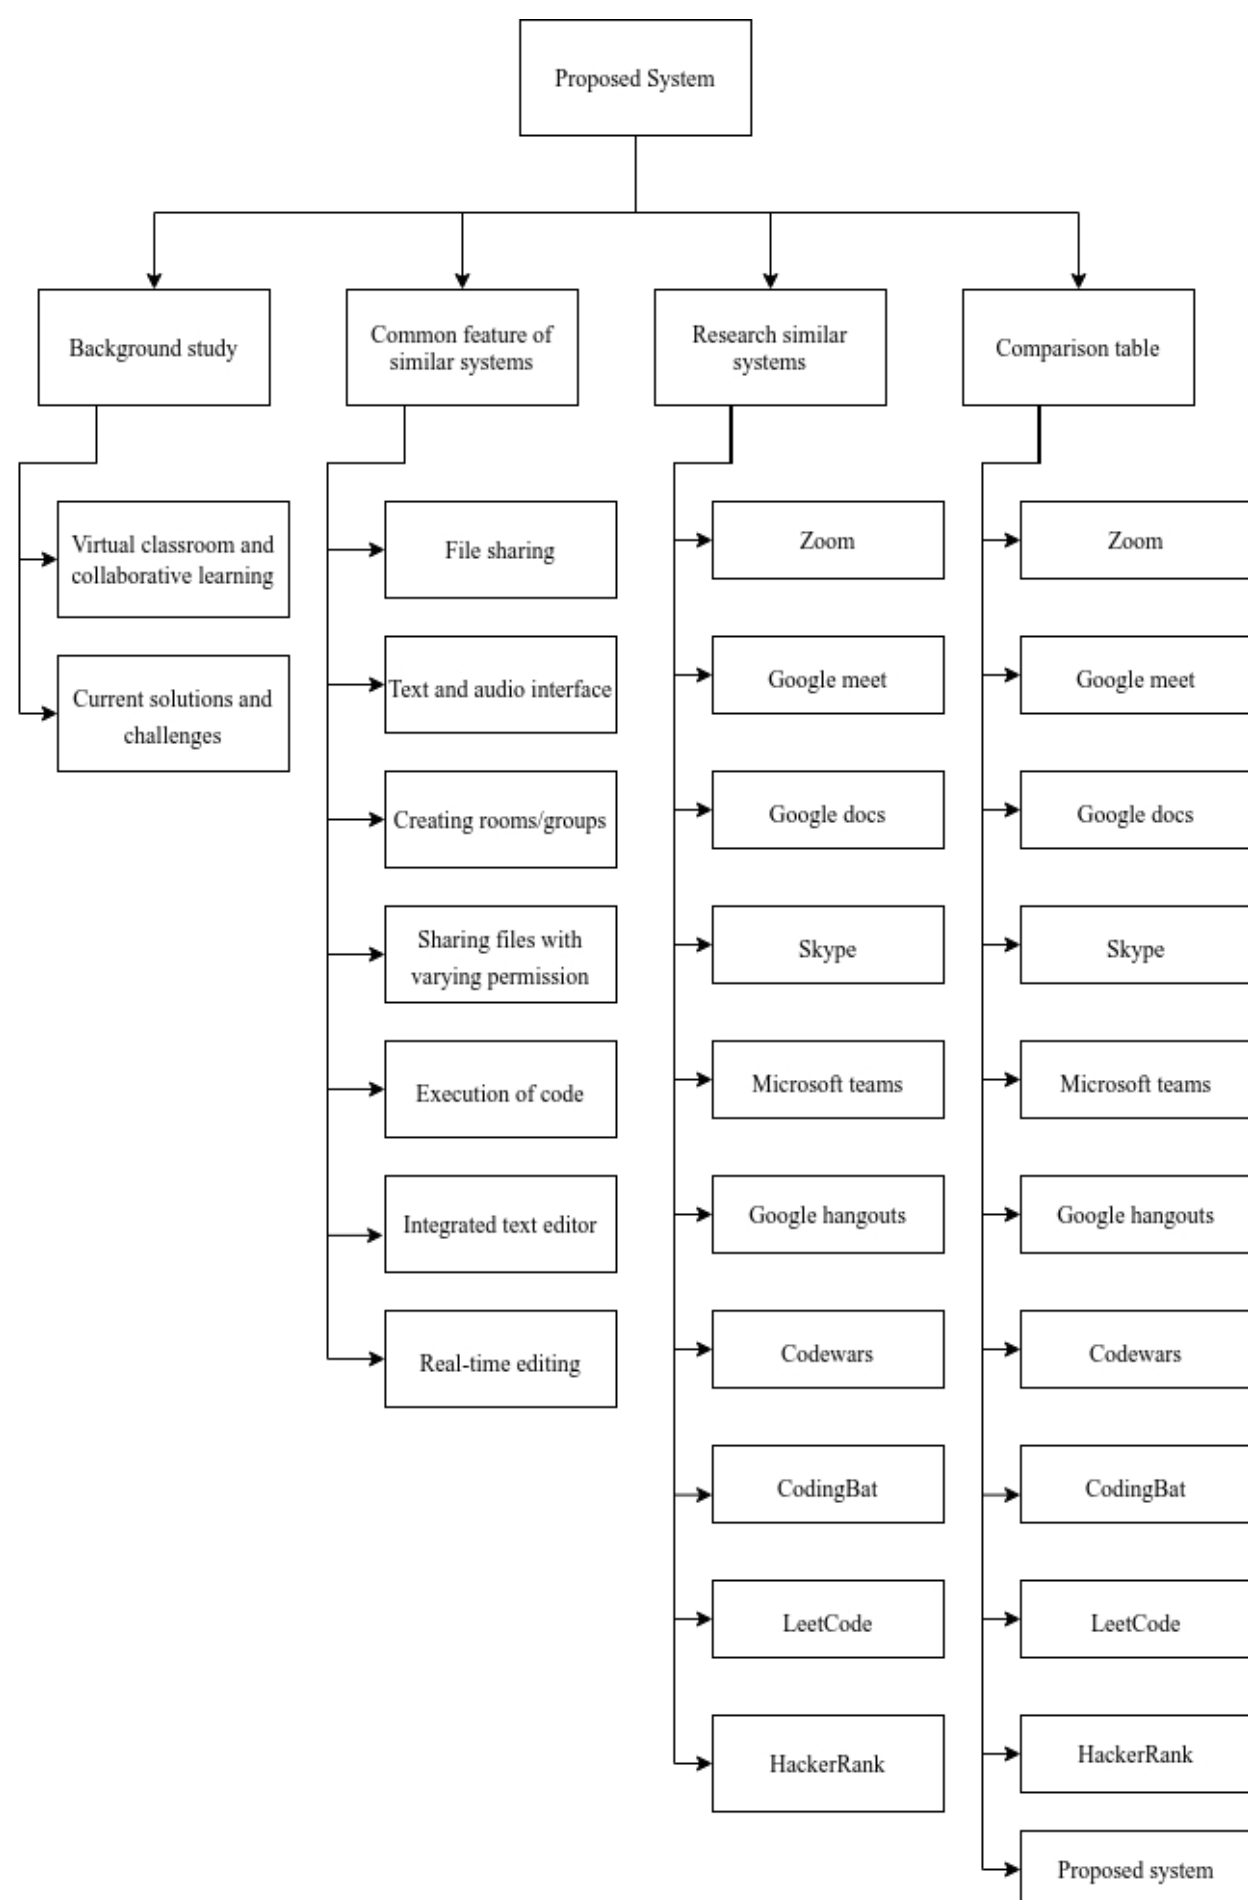 Proposed System
Background study
Common feature of
similar systems
Research similar
systems
Comparison table
Virtual classroom and
collaborative learning
Current solutions and
challenges
File sharing
Text and audio interface
Creating rooms/groups
Sharing files with
varying permission
Execution of code
Integrated text editor
Real-time editing
Zoom
Google meet
Google docs
Skype
Microsoft teams
Google hangouts
Codewars
CodingBat
LeetCode
HackerRank
Zoom
Google meet
Google docs
Skype
Microsoft teams
Google hangouts
Codewars
CodingBat
LeetCode
HackerRank
Proposed system